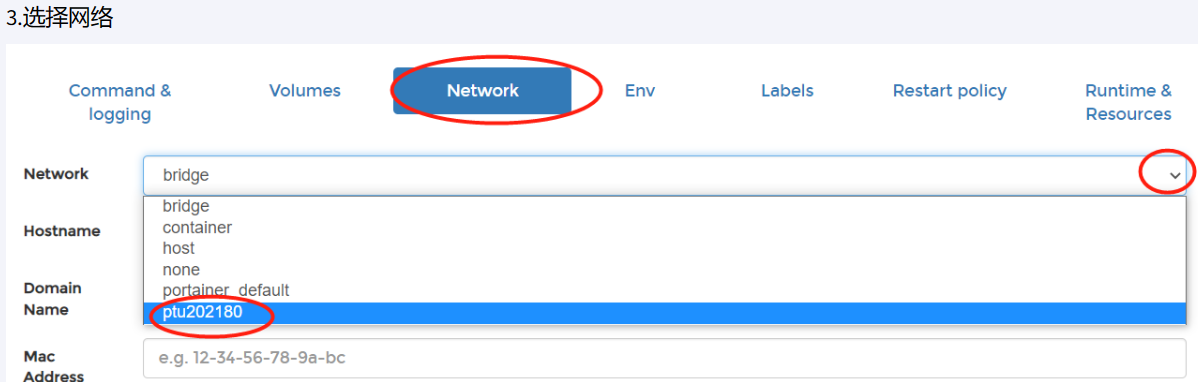 3.选择网络
Command &
logging
Volumes
Network
Env
Labels
Restart policy
Runtime &
Resources
Network
bridge
bridge
container
host
none
portainer_default
ptu202180
Hostname
Domain
Name
Mac
Address
e.g. 12-34-56-78-9a-bc